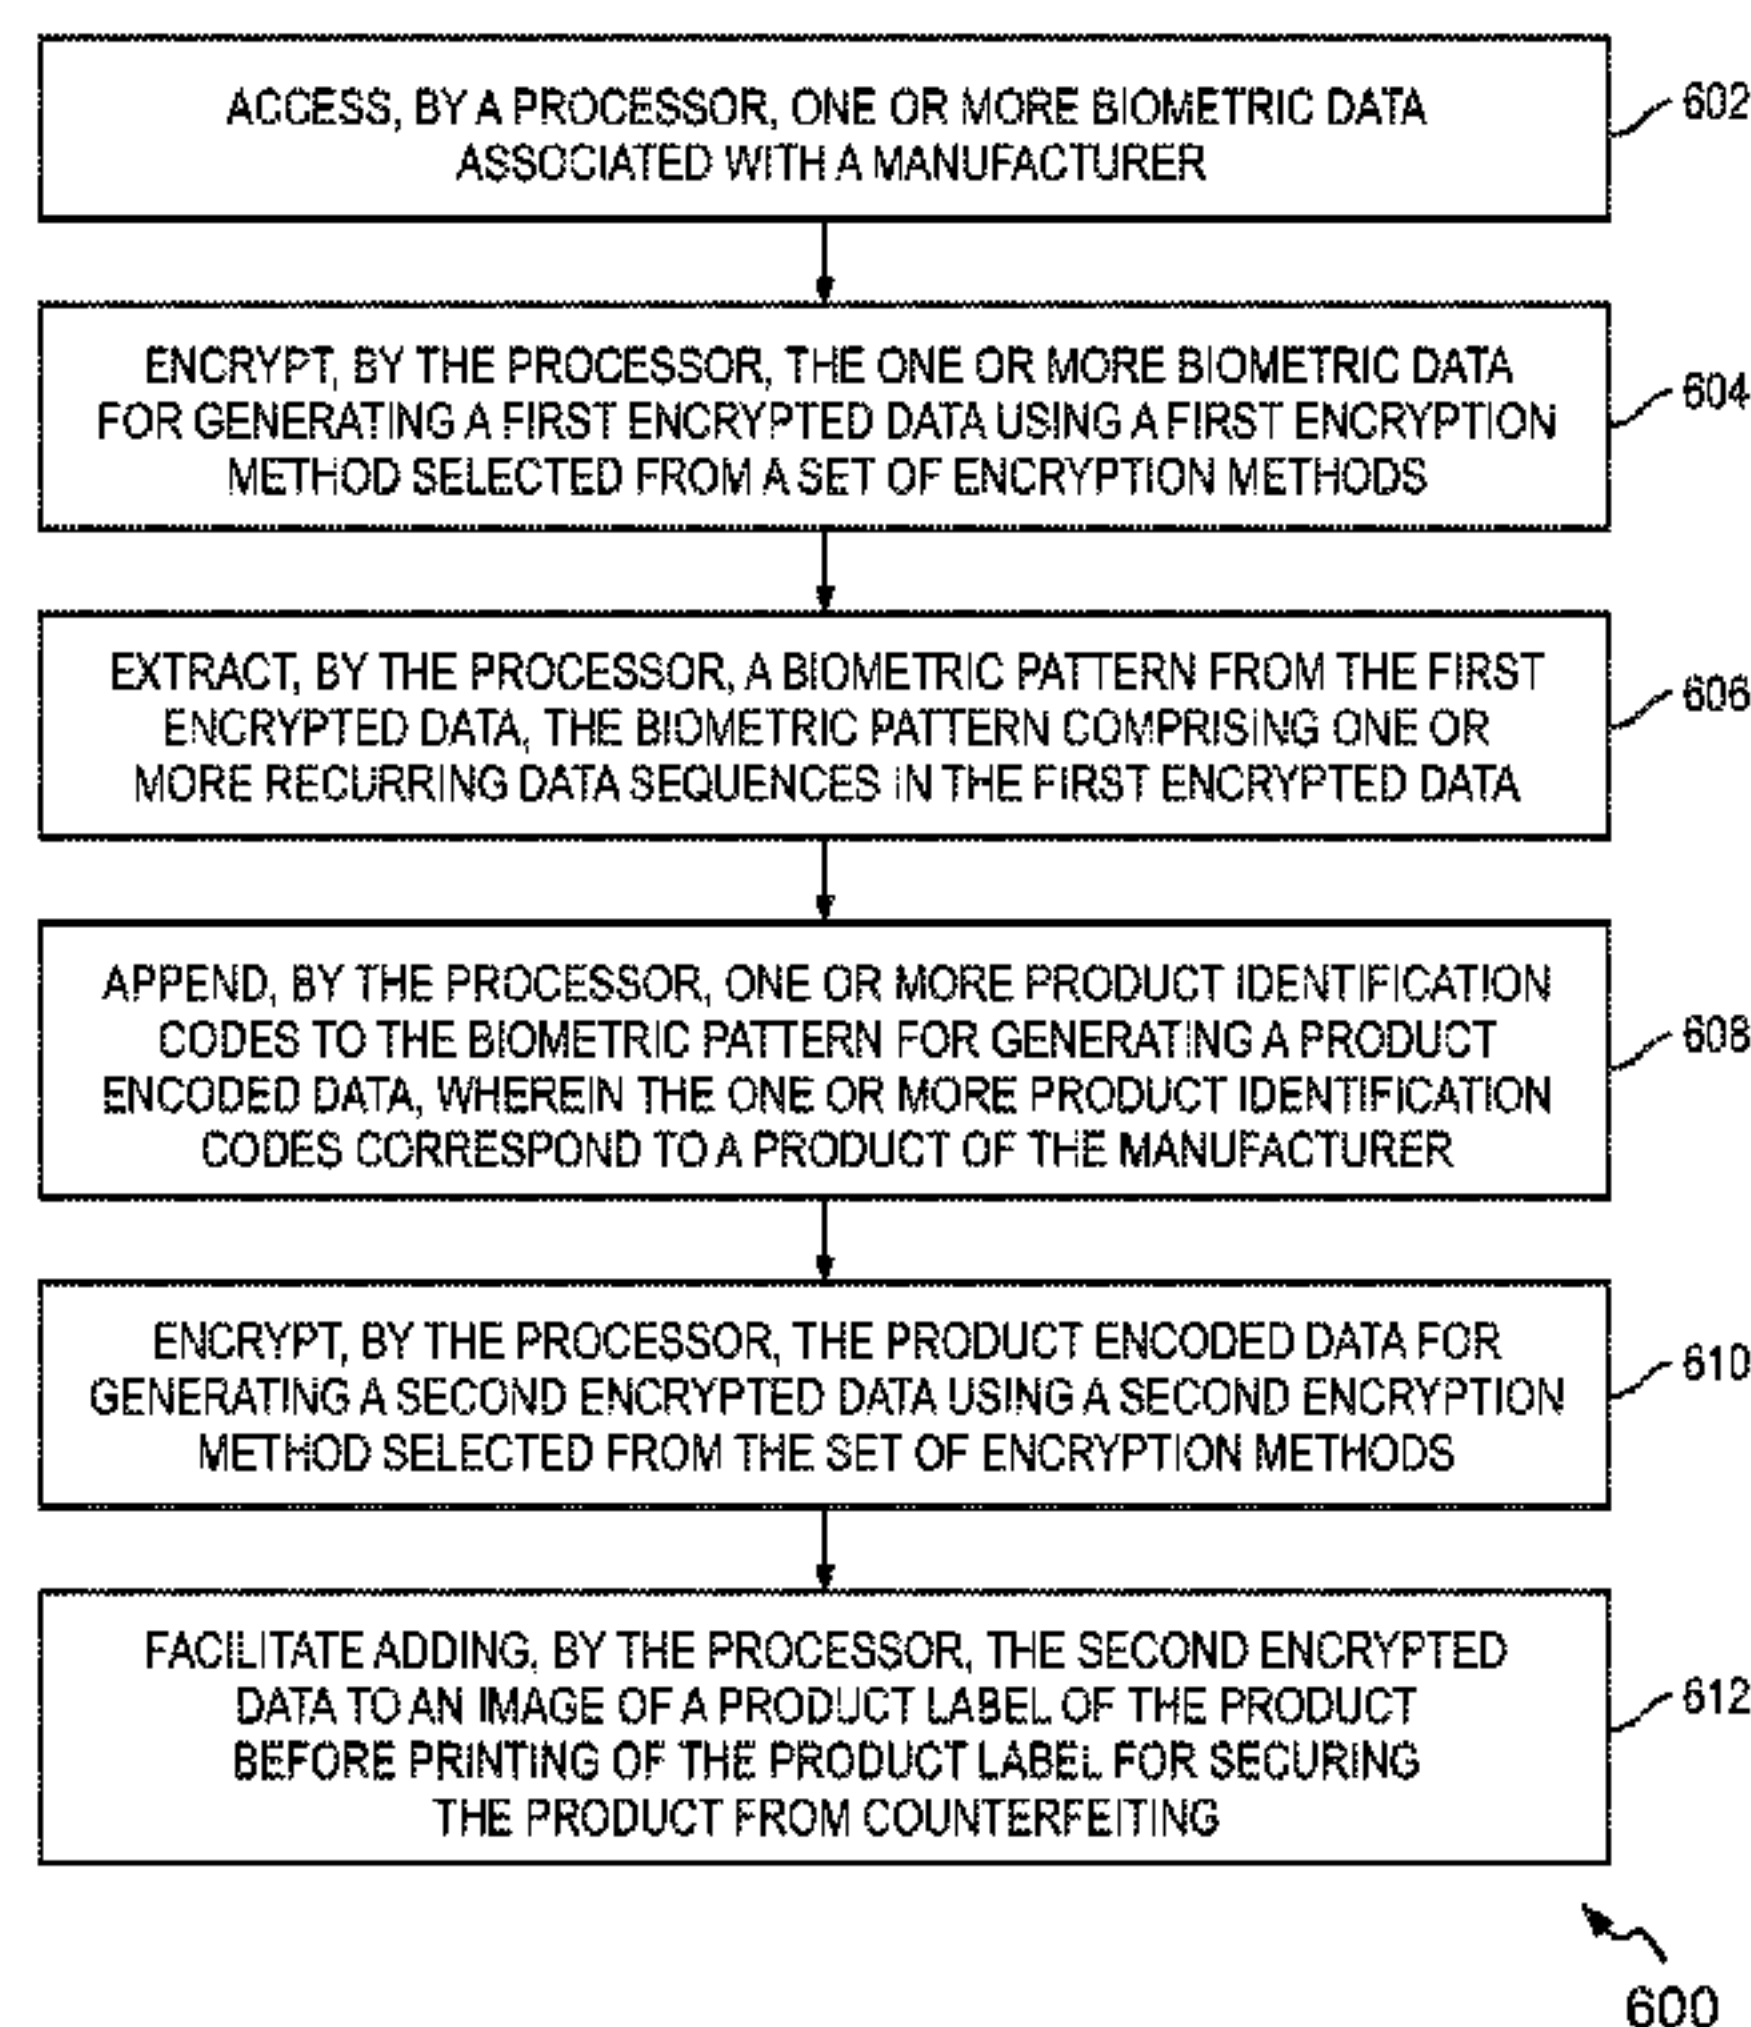 ACCESS, BY A PROCESSOR, ONE OR MORE BIOMETRIC DATA
ASSOCIATED WITH A MANUFACTURER
602
ENCRYPT, BY THE PROCESSOR, THE ONE OR MORE BIOMETRIC DATA
FOR GENERATING A FIRST ENCRYPTED DATA USING A FIRST ENCRYPTION
METHOD SELECTED FROM A SET OF ENCRYPTION METHODS
604
EXTRACT, BY THE PROCESSOR, A BIOMETRIC PATTERN FROM THE FIRST
ENCRYPTED DATA, THE BIOMETRIC PATTERN COMPRISING ONE OR
MORE RECURRING DATA SEQUENCES IN THE FIRST ENCRYPTED DATA
606
APPEND, BY THE PROCESSOR, ONE OR MORE PRODUCT IDENTIFICATION
CODES TO THE BIOMETRIC PATTERN FOR GENERATING A PRODUCT
ENCODED DATA, WHEREIN THE ONE OR MORE PRODUCT IDENTIFICATION
CODES CORRESPOND TO A PRODUCT OF THE MANUFACTURER
608
ENCRYPT, BY THE PROCESSOR, THE PRODUCT ENCODED DATA FOR
GENERATING A SECOND ENCRYPTED DATA USING A SECOND ENCRYPTION
METHOD SELECTED FROM THE SET OF ENCRYPTION METHODS
610
FACILITATE ADDING, BY THE PROCESSOR, THE SECOND ENCRYPTED
DATA TO AN IMAGE OF A PRODUCT LABEL OF THE PRODUCT
BEFORE PRINTING OF THE PRODUCT LABEL FOR SECURING
THE PRODUCT FROM COUNTERFEITING
612
600